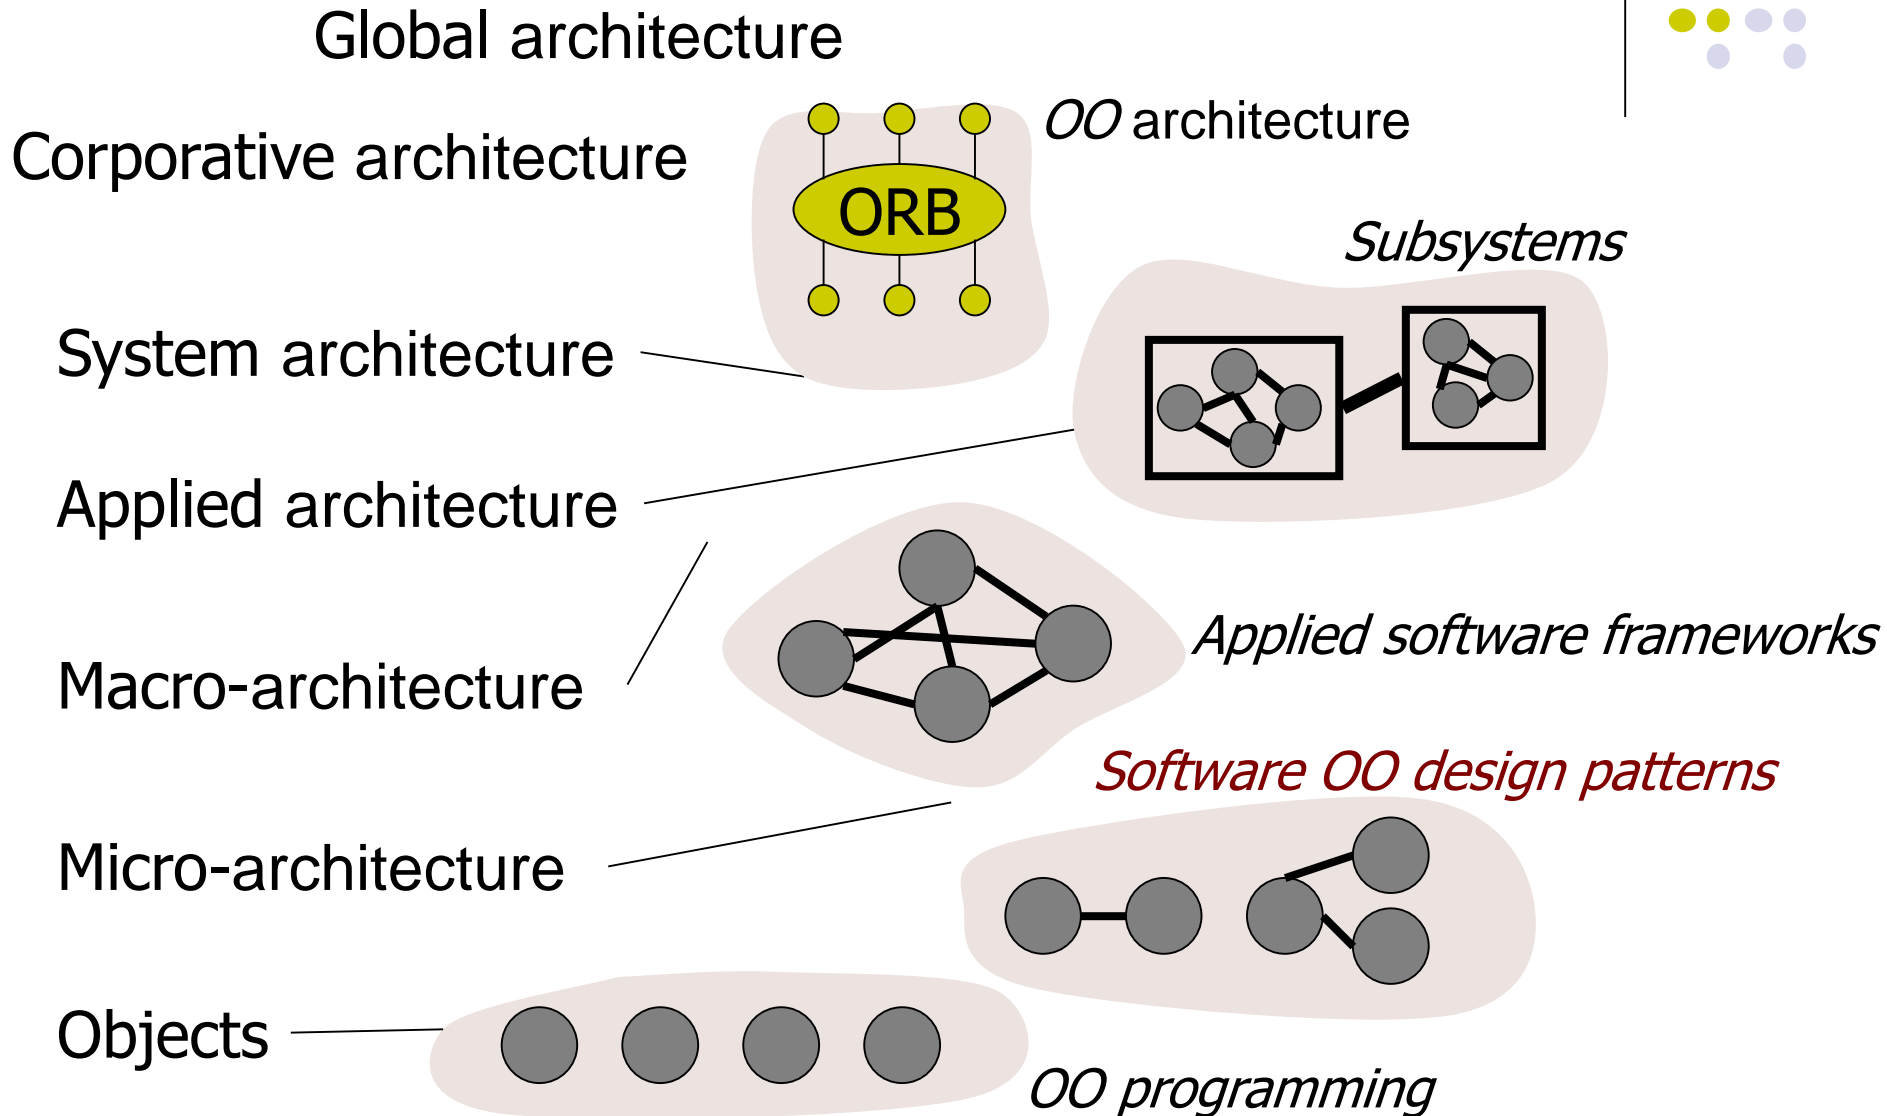 Global architecture
OO architecture
Corporative architecture
ORB
Subsystems
System architecture
Applied architecture
Applied software frameworks
Macro-architecture
Software OO design patterns
Micro-architecture
Objects
OO programming